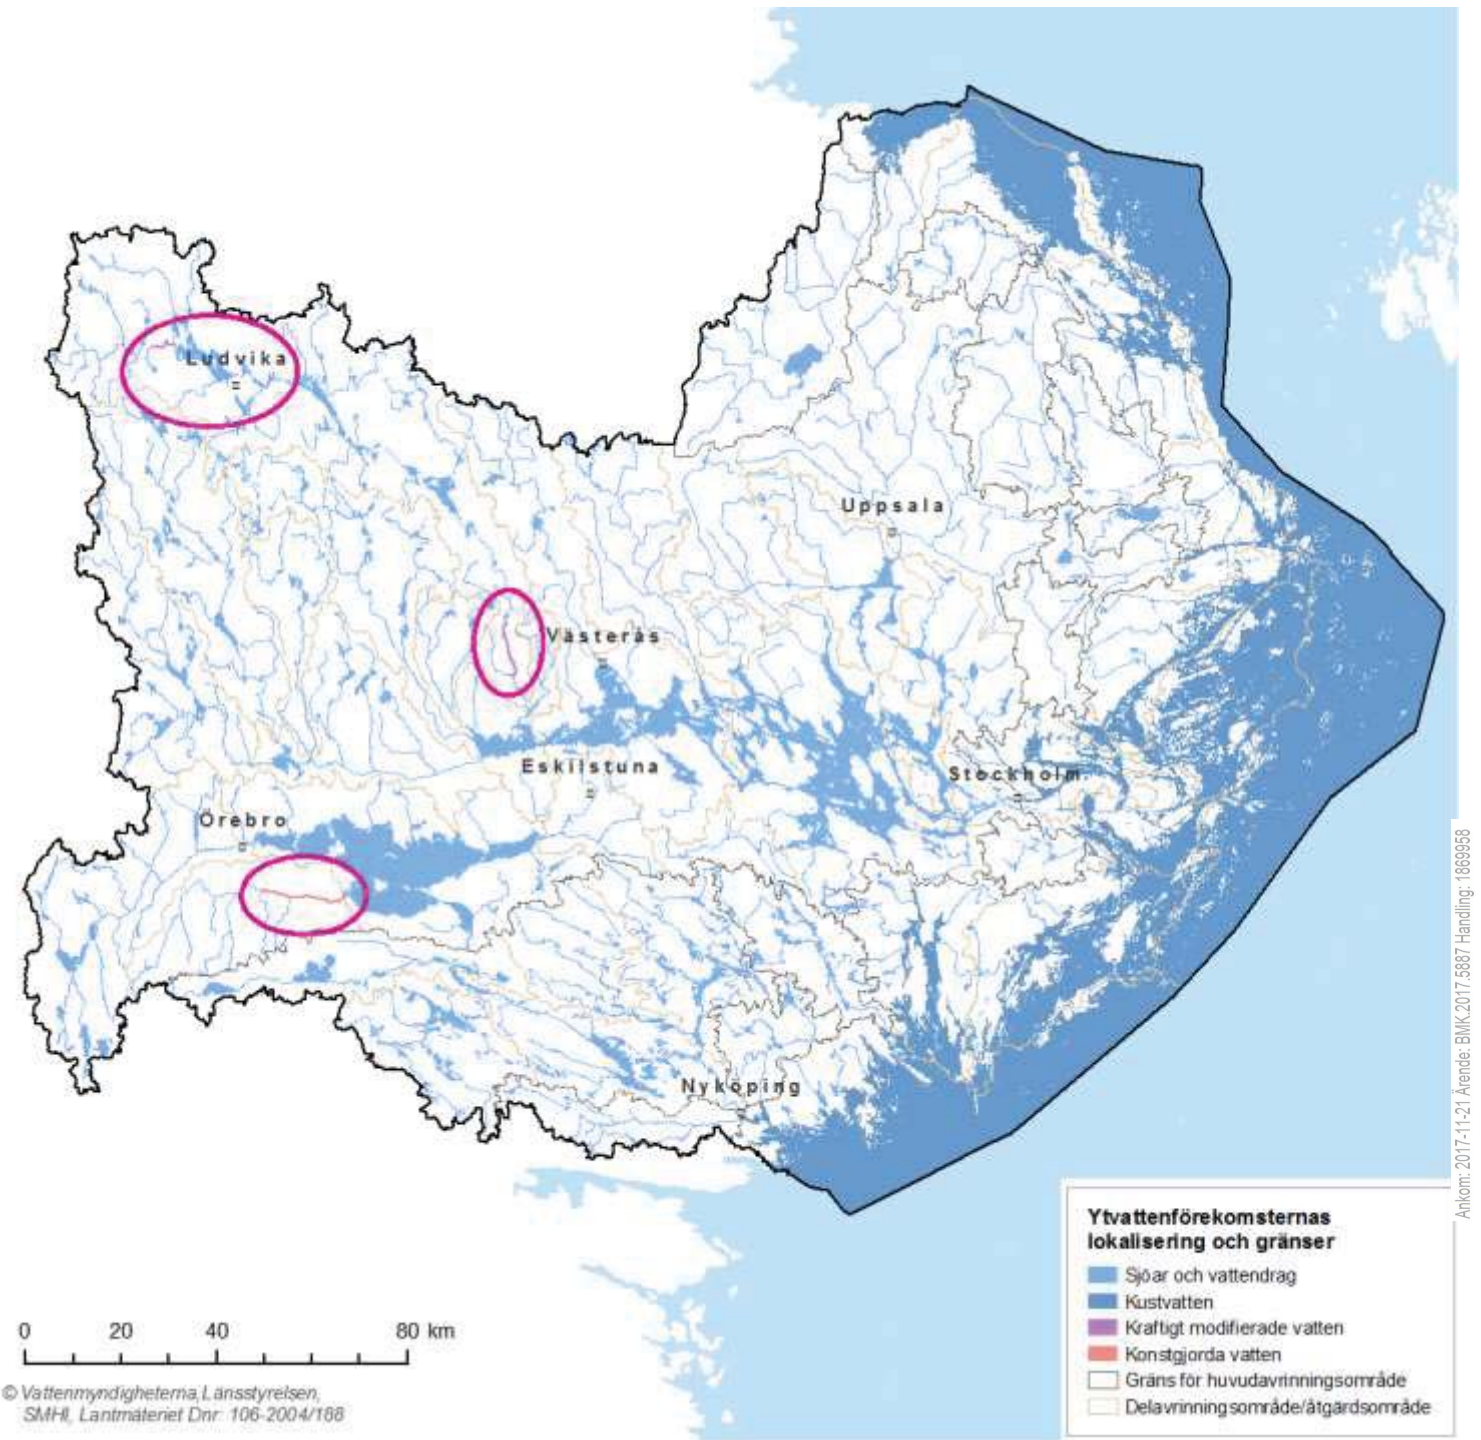 Ludvika
Uppsala
Västerås
Eskilstuna
Stockholm
Örebro
Nyköping
Ankom: 2017-11-21 Ärende: BMK.2017.5887 Handling: 1869958
Ytvattenförekomsternas
lokalisering och gränser
Sjöar och vattendrag
Kustvatten
Kraftigt modifierade vatten
Konstgjorda vatten
Gräns för huvudavrinningsområde
Delavrinningsområde/åtgärdsområde
0 20 40 80 km
© Vattenmyndigheterna, Länsstyrelsen,
SMHI, Lantmäteriet Dnr: 106-2004/188